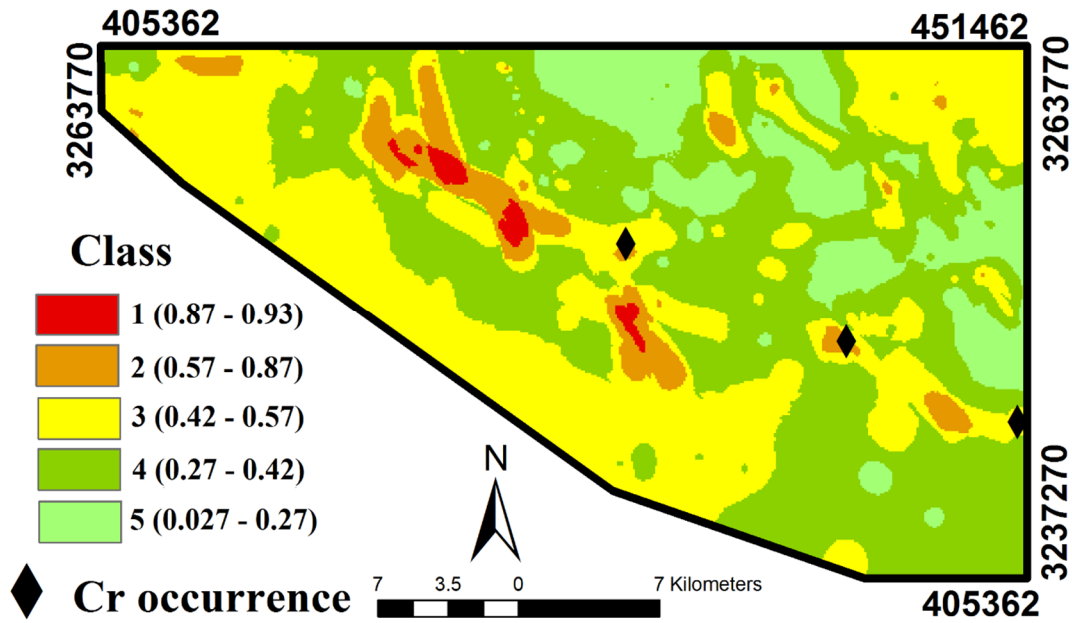 405362
451462
3263770
3263770
Class
1 (0.87 - 0.93)
2 (0.57 - 0.87)
3 (0.42 - 0.57)
4 (0.27 - 0.42)
5 (0.027 - 0.27)
N
3237270
Cr occurrence
7 3.5 0 7 Kilometers
405362